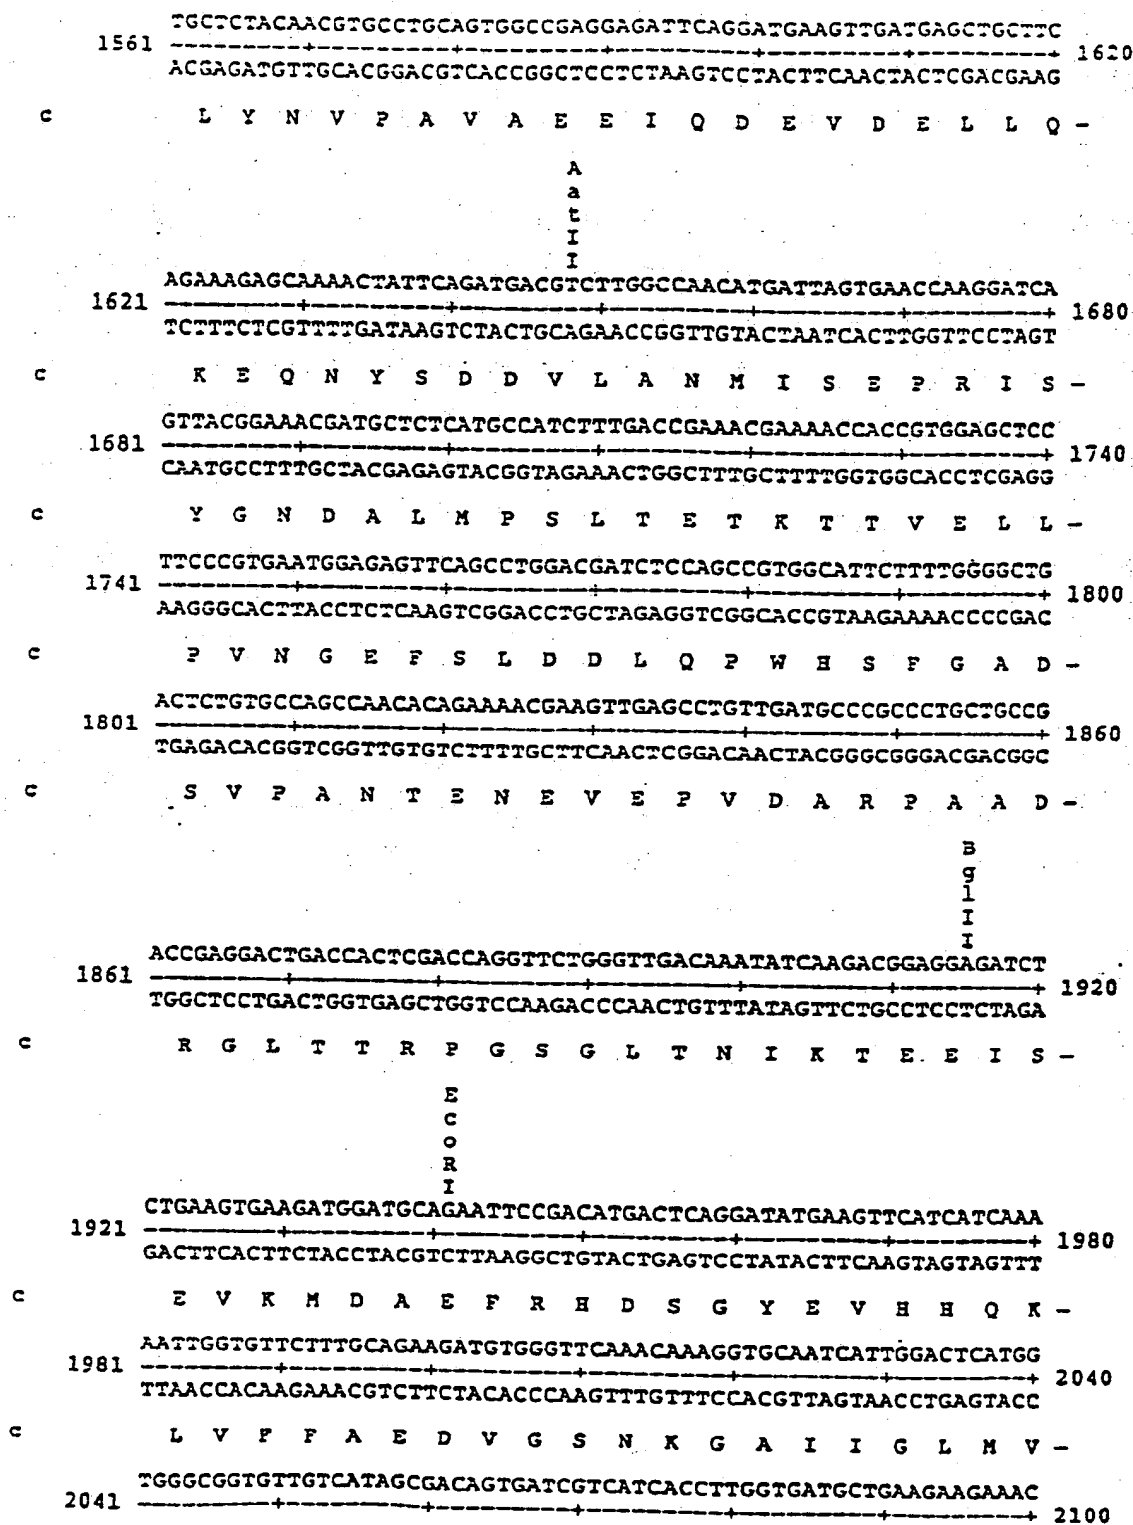 TGCTCTACAACGTGCCTGCAGTGGCCGAGGAGATTCAGGATGAAGTTGATGAGCTGCTTC
1561 ---------+---------+---------+---------+---------+---------+ 1620
ACGAGATGTTGCACGGACGTCACCGGCTCCTCTAAGTCCTACTTCAACTACTCGACGAAG
c L Y N V P A V A E E I Q D E V D E L L Q -
A
a
t
I
I
AGAAAGAGCAAAACTATTCAGATGACGTCTTGGCCAACATGATTAGTGAACCAAGGATCA
1621 ---------+---------+---------+---------+---------+---------+ 1680
TCTTTCTCGTTTTGATAAGTCTACTGCAGAACCGGTTGTACTAATCACTTGGTTCCTAGT
c K E Q N Y S D D V L A N M I S E P R I S -
GTTACGGAAACGATGCTCTCATGCCATCTTTGACCGAAACGAAAACCACCGTGGAGCTCC
1681 ---------+---------+---------+---------+---------+---------+ 1740
CAATGCCTTTGCTACGAGAGTACGGTAGAAACTGGCTTTGCTTTTGGTGGCACCTCGAGG
c Y G N D A L M P S L T E T K T T V E L L -
TTCCCGTGAATGGAGAGTTCAGCCTGGACGATCTCCAGCCGTGGCATTCTTTTGGGGCTG
1741 ---------+---------+---------+---------+---------+---------+ 1800
AAGGGCACTTACCTCTCAAGTCGGACCTGCTAGAGGTCGGCACCGTAAGAAAACCCCGAC
c P V N G E F S L D D L Q P W H S F G A D -
ACTCTGTGCCAGCCAACACAGAAAACGAAGTTGAGCCTGTTGATGCCCGCCCTGCTGCCG
1801 ---------+---------+---------+---------+---------+---------+ 1860
TGAGACACGGTCGGTTGTGTCTTTTGCTTCAACTCGGACAACTACGGGCGGGACGACGGC
c S V P A N T E N E V E P V D A R P A A D -
B
g
l
I
I
ACCGAGGACTGACCACTCGACCAGGTTCTGGGTTGACAAATATCAAGACGGAGGAGATCT
1861 ---------+---------+---------+---------+---------+---------+ 1920
TGGCTCCTGACTGGTGAGCTGGTCCAAGACCCAACTGTTTATAGTTCTGCCTCCTCTAGA
c R G L T T R P G S G L T N I K T E E I S -
E
c
o
R
I
CTGAAGTGAAGATGGATGCAGAATTCCGACATGACTCAGGATATGAAGTTCATCATCAAA
1921 ---------+---------+---------+---------+---------+---------+ 1980
GACTTCACTTCTACCTACGTCTTAAGGCTGTACTGAGTCCTATACTTCAAGTAGTAGTTT
c E V K M D A E F R H D S G Y E V H H Q K -
AATTGGTGTTCTTTGCAGAAGATGTGGGTTCAAACAAAGGTGCAATCATTGGACTCATGG
1981 ---------+---------+---------+---------+---------+---------+ 2040
TTAACCACAAGAAACGTCTTCTACACCCAAGTTTGTTTCCACGTTAGTAACCTGAGTACC
c L V F F A E D V G S N K G A I I G L M V -
TGGGCGGTGTTGTCATAGCGACAGTGATCGTCATCACCTTGGTGATGCTGAAGAAGAAAC
2041 ---------+---------+---------+---------+---------+---------+ 2100